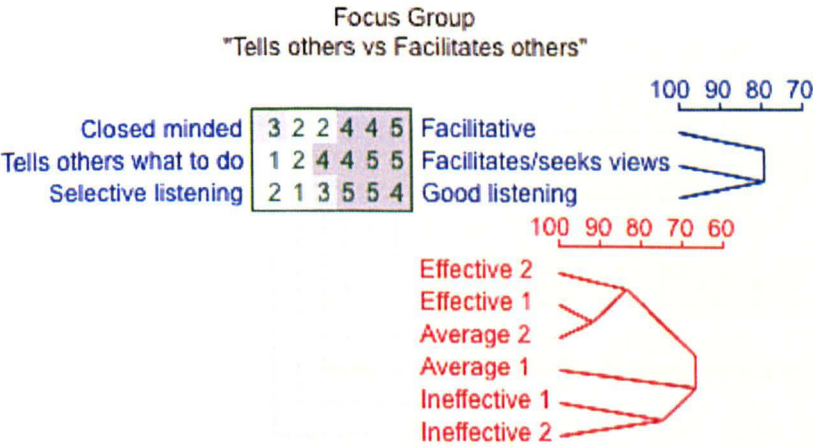 Focus Group
"Tells others vs Facilitates others"
100 90 80 70
Closed minded 3 2 2 4 4 5 Facilitative
Tells others what to do 1 2 4 4 5 5 Facilitates/seeks views
Selective listening 2 1 3 5 5 4 Good listening
100 90 80 70 60
Effective 2
Effective 1
Average 2
Average 1
Ineffective 1
Ineffective 2